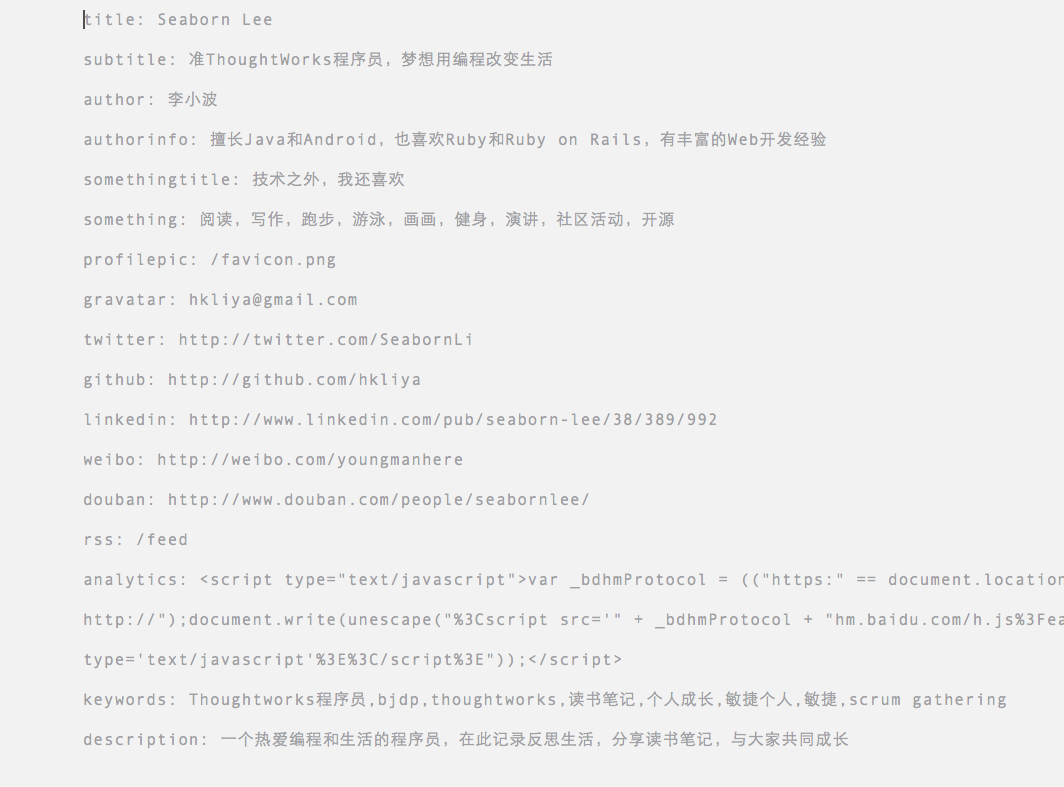 title: Seaborn Lee
subtitle: 准ThoughtWorks程序员，梦想用编程改变生活
author: 李小波
authorinfo: 擅长Java和Android，也喜欢Ruby和Ruby on Rails，有丰富的Web开发经验
somethingtitle: 技术之外，我还喜欢
something: 阅读，写作，跑步，游泳，画画，健身，演讲，社区活动，开源
profilepic: /favicon.png
gravatar: hkliya@gmail.com
twitter: http://twitter.com/SeabornLi
github: http://github.com/hkliya
linkedin: http://www.linkedin.com/pub/seaborn-lee/38/389/992
weibo: http://weibo.com/youngmanhere
douban: http://www.douban.com/people/seabornlee/
rss: /feed
analytics: <script type="text/javascript">var _bdhmProtocol = (("https:" == document.location
http://");document.write(unescape("%3Cscript src='" + _bdhmProtocol + "hm.baidu.com/h.js%3Fea
type='text/javascript'%3E%3C/script%3E"));</script>
keywords: Thoughtworks程序员,bjdp,thoughtworks,读书笔记,个人成长,敏捷个人,敏捷,scrum gathering
description: 一个热爱编程和生活的程序员，在此记录反思生活，分享读书笔记，与大家共同成长